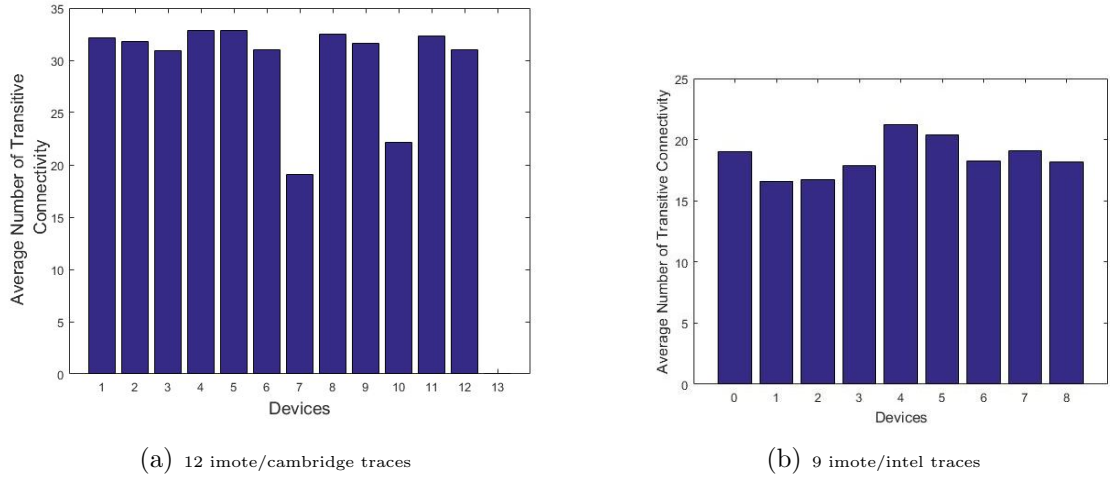 35
30
25
20
15
10
5
0
Average Number of Transitive
Connectivity
1 2 3 4 5 6 7 8 9 10 11 12 13
Devices
(a) 12 imote/cambridge traces
25
20
15
10
5
0
Average Number of Transitive Connectivity
0 1 2 3 4 5 6 7 8
Devices
(b) 9 imote/intel traces